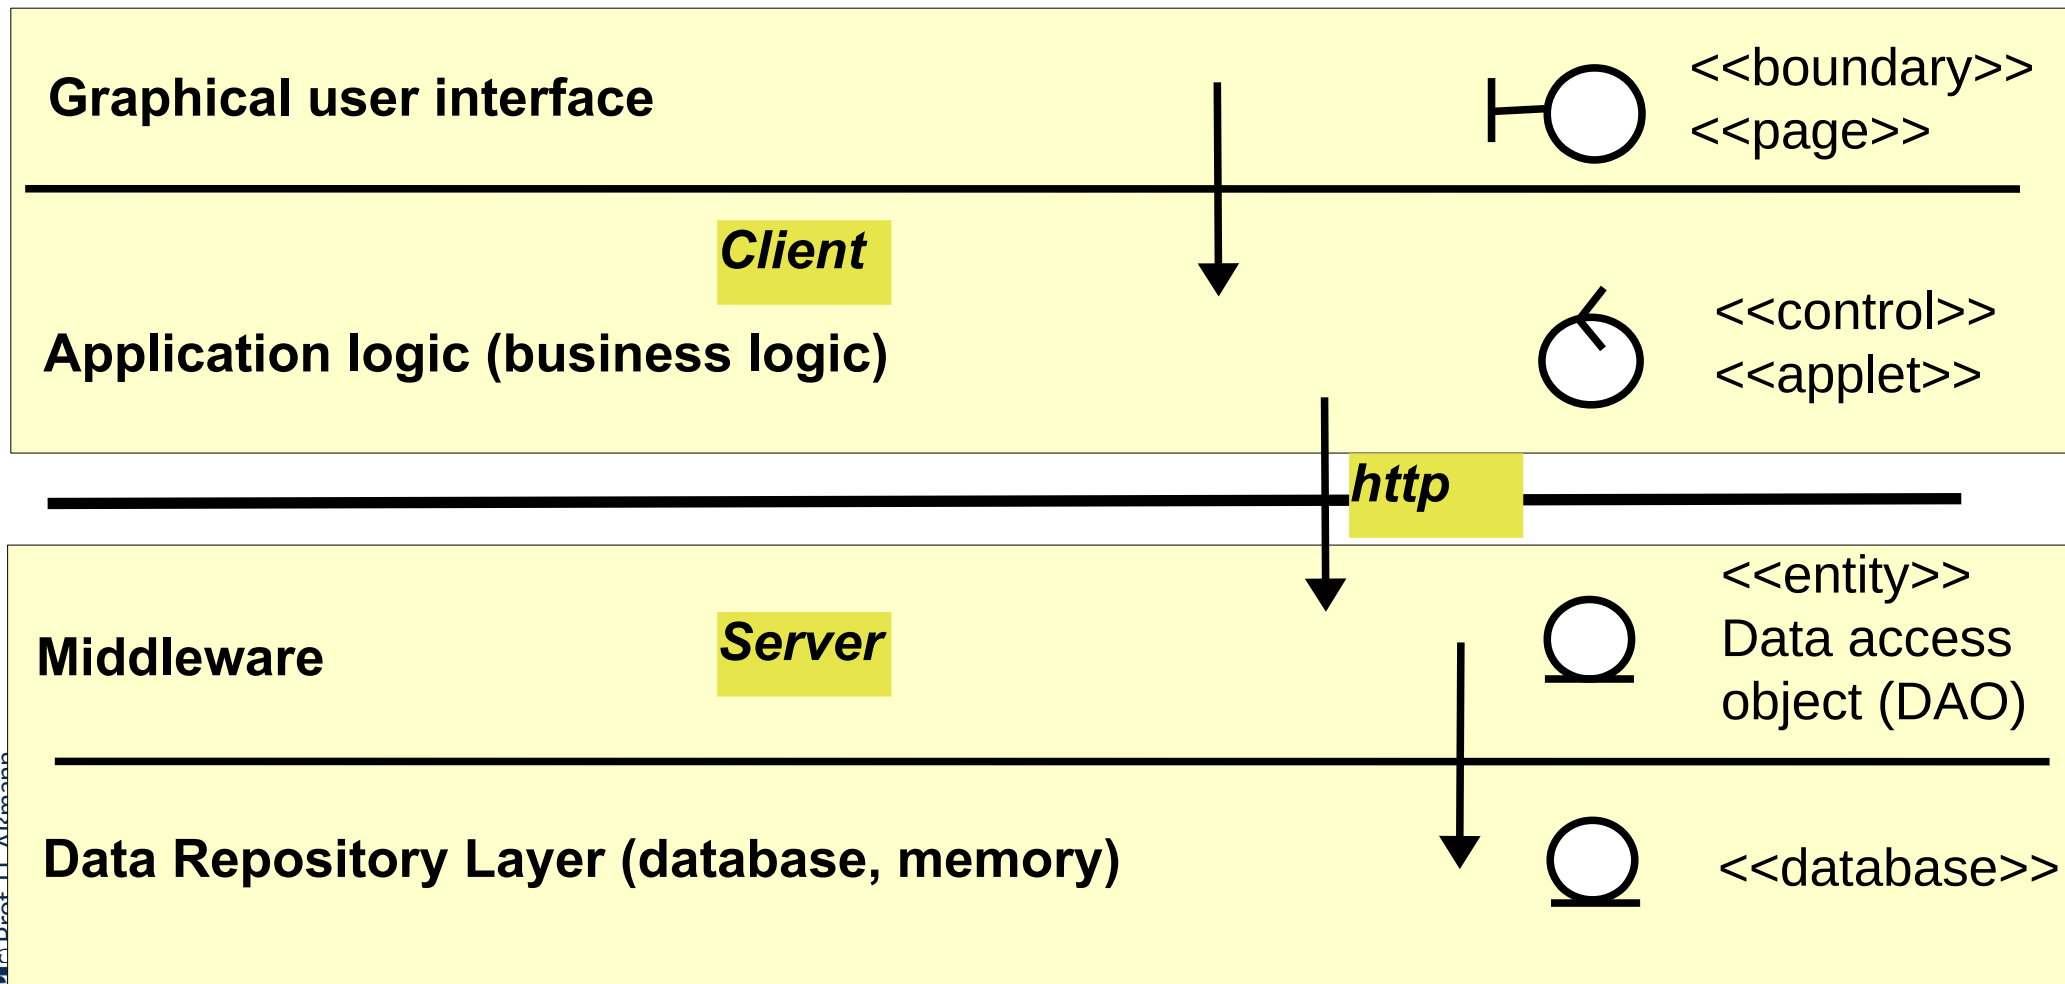 Graphical user interface
<<boundary>>
<<page>>
Client
Application logic (business logic)
<<control>>
<<applet>>
http
Middleware
Server
<<entity>>
Data access
object (DAO)
Data Repository Layer (database, memory)
<<database>>